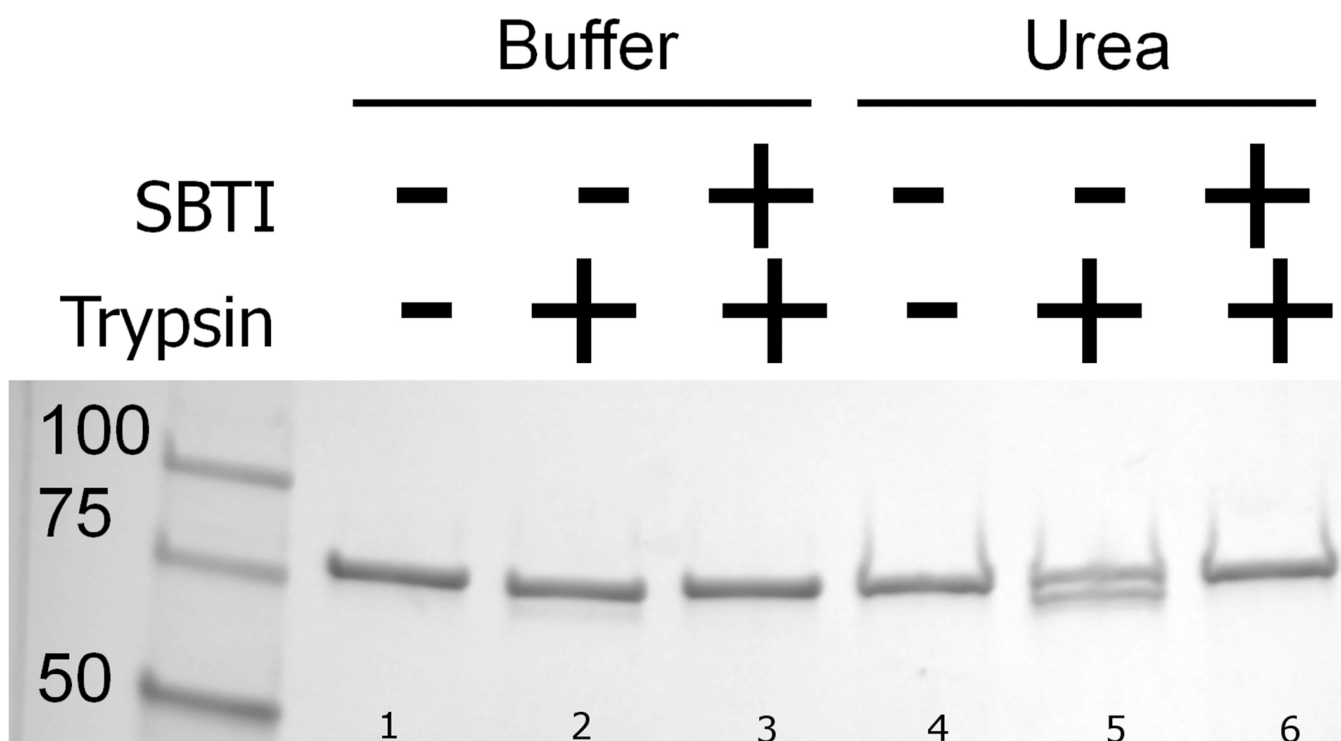 Buffer Urea
SBTI - - + - - +
Trypsin - + + - + +
100
75
50
1 2 3 4 5 6